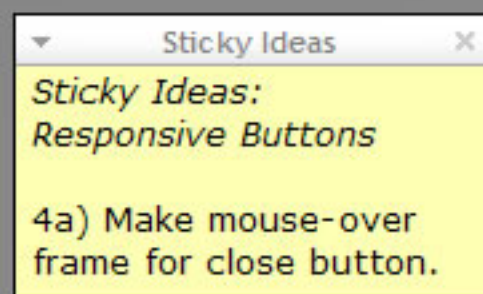 Sticky Ideas
Sticky Ideas:
Responsive Buttons
4a) Make mouse-over
frame for close button.